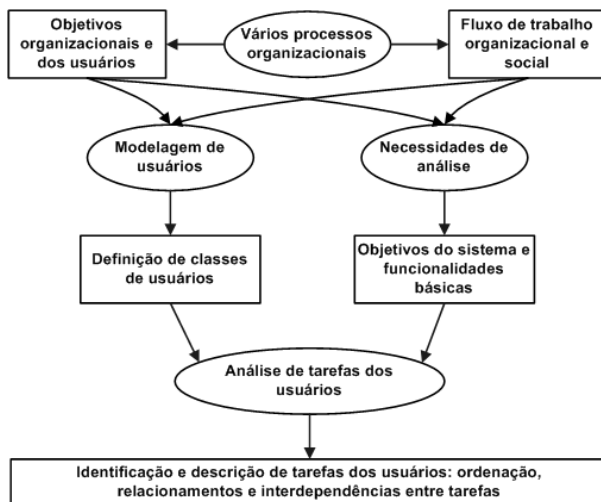 Objetivos
organizacionais e
dos usuários
Vários processos
organizacionais
Fluxo de trabalho
organizacional e
social
Modelagem de
usuários
Necessidades de
análise
Definição de classes
de usuários
Objetivos do sistema e
funcionalidades
básicas
Análise de tarefas dos
usuários
Identificação e descrição de tarefas dos usuários: ordenação,
relacionamentos e interdependências entre tarefas